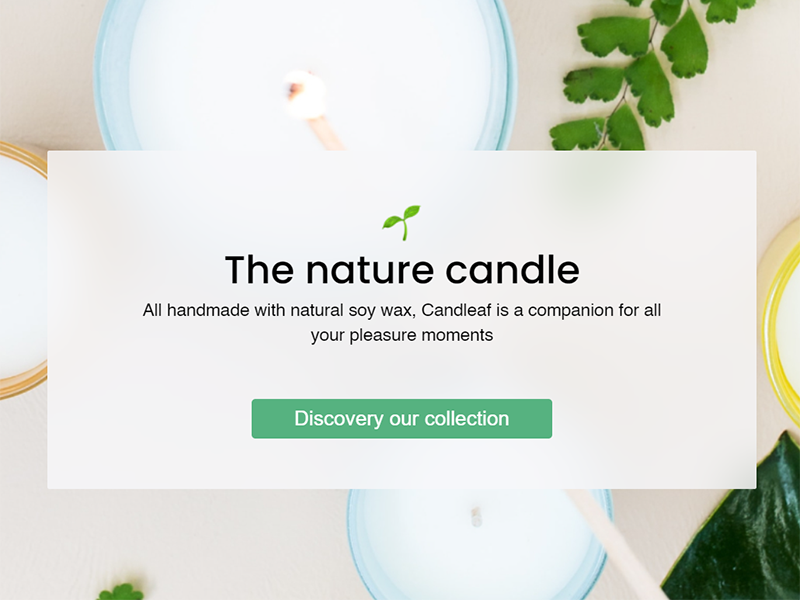 The nature candle
All handmade with natural soy wax, Candleaf is a companion for all
your pleasure moments
Discovery our collection